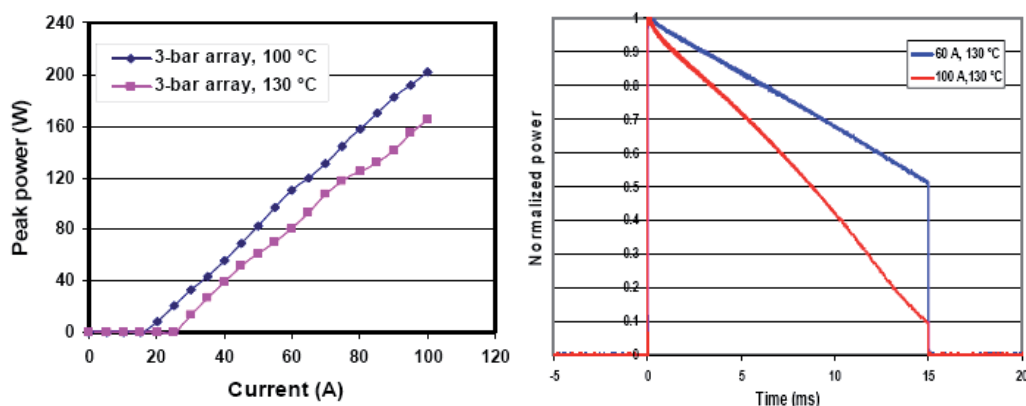 240
200
160
120
80
40
0
Peak power (W)
3-bar array, 100 °C
3-bar array, 130 °C
0 20 40 60 80 100 120
Current (A)
1
0.9
0.8
0.7
0.6
0.5
0.4
0.3
0.2
0.1
0
Normalized power
60 A, 130 °C
100 A,130 °C
-5 0 5 10 15 20
Time (ms)